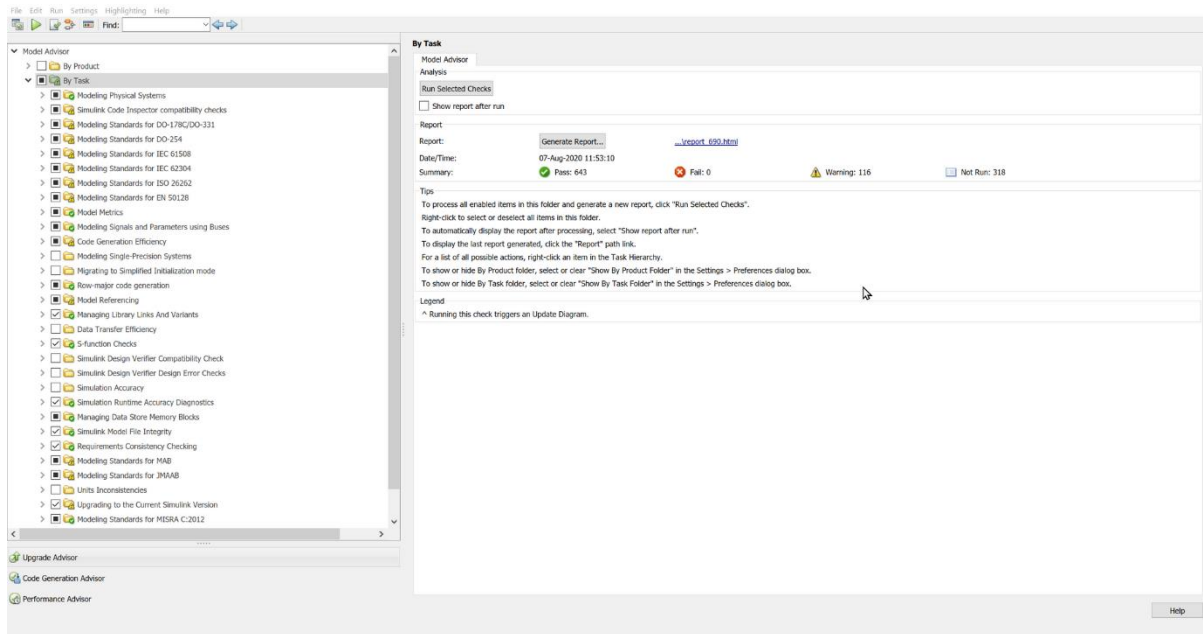 File Edit Run Settings Highlighting Help
Find:
Model Advisor
By Product
By Task
Modeling Physical Systems
Simulink Code Inspector compatibility checks
Modeling Standards for DO-178C/DO-331
Modeling Standards for DO-254
Modeling Standards for IEC 61508
Modeling Standards for IEC 62304
Modeling Standards for ISO 26262
Modeling Standards for EN 50128
Model Metrics
Modeling Signals and Parameters using Buses
Code Generation Efficiency
Modeling Single-Precision Systems
Migrating to Simplified Initialization mode
Row-major code generation
Model Referencing
Managing Library Links And Variants
Data Transfer Efficiency
S-function Checks
Simulink Design Verifier Compatibility Check
Simulink Design Verifier Design Error Checks
Simulation Accuracy
Simulation Runtime Accuracy Diagnostics
Managing Data Store Memory Blocks
Simulink Model File Integrity
Requirements Consistency Checking
Modeling Standards for MAB
Modeling Standards for JMAAB
Units Inconsistencies
Upgrading to the Current Simulink Version
Modeling Standards for MISRA C:2012
Upgrade Advisor
Code Generation Advisor
Performance Advisor
By Task
Model Advisor
Analysis
Run Selected Checks
Show report after run
Report
Report: Generate Report... ...\report_690.html
Date/Time: 07-Aug-2020 11:53:10
Summary: Pass: 643 Fail: 0 Warning: 116 Not Run: 318
Tips
To process all enabled items in this folder and generate a new report, click "Run Selected Checks".
Right-click to select or deselect all items in this folder.
To automatically display the report after processing, select "Show report after run".
To display the last report generated, click the "Report" path link.
For a list of all possible actions, right-click an item in the Task Hierarchy.
To show or hide By Product folder, select or clear "Show By Product Folder" in the Settings > Preferences dialog box.
To show or hide By Task folder, select or clear "Show By Task Folder" in the Settings > Preferences dialog box.
Legend
^ Running this check triggers an Update Diagram.
Help